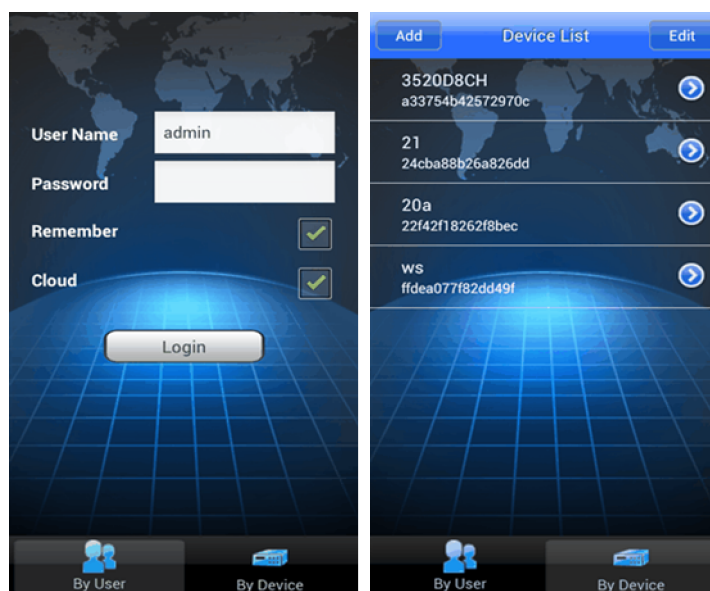 User Name
admin
Password
Remember
Cloud
Login
By User
By Device
Add
Device List
Edit
3520D8CH
a33754b42572970c
21
24cba88b26a826dd
20a
22f42f18262f8bec
ws
ffdea077f82dd49f
By User
By Device